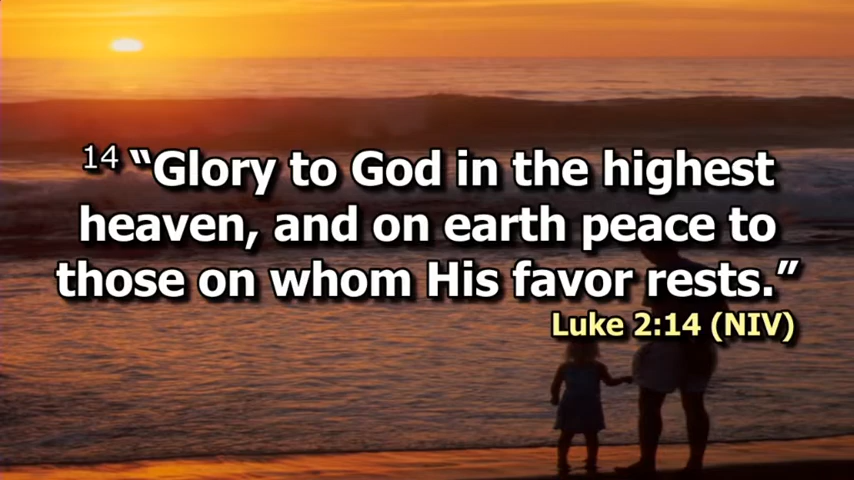 14 “Glory to God in the highest
heaven, and on earth peace to
those on whom His favor rests.”
Luke 2:14 (NIV)